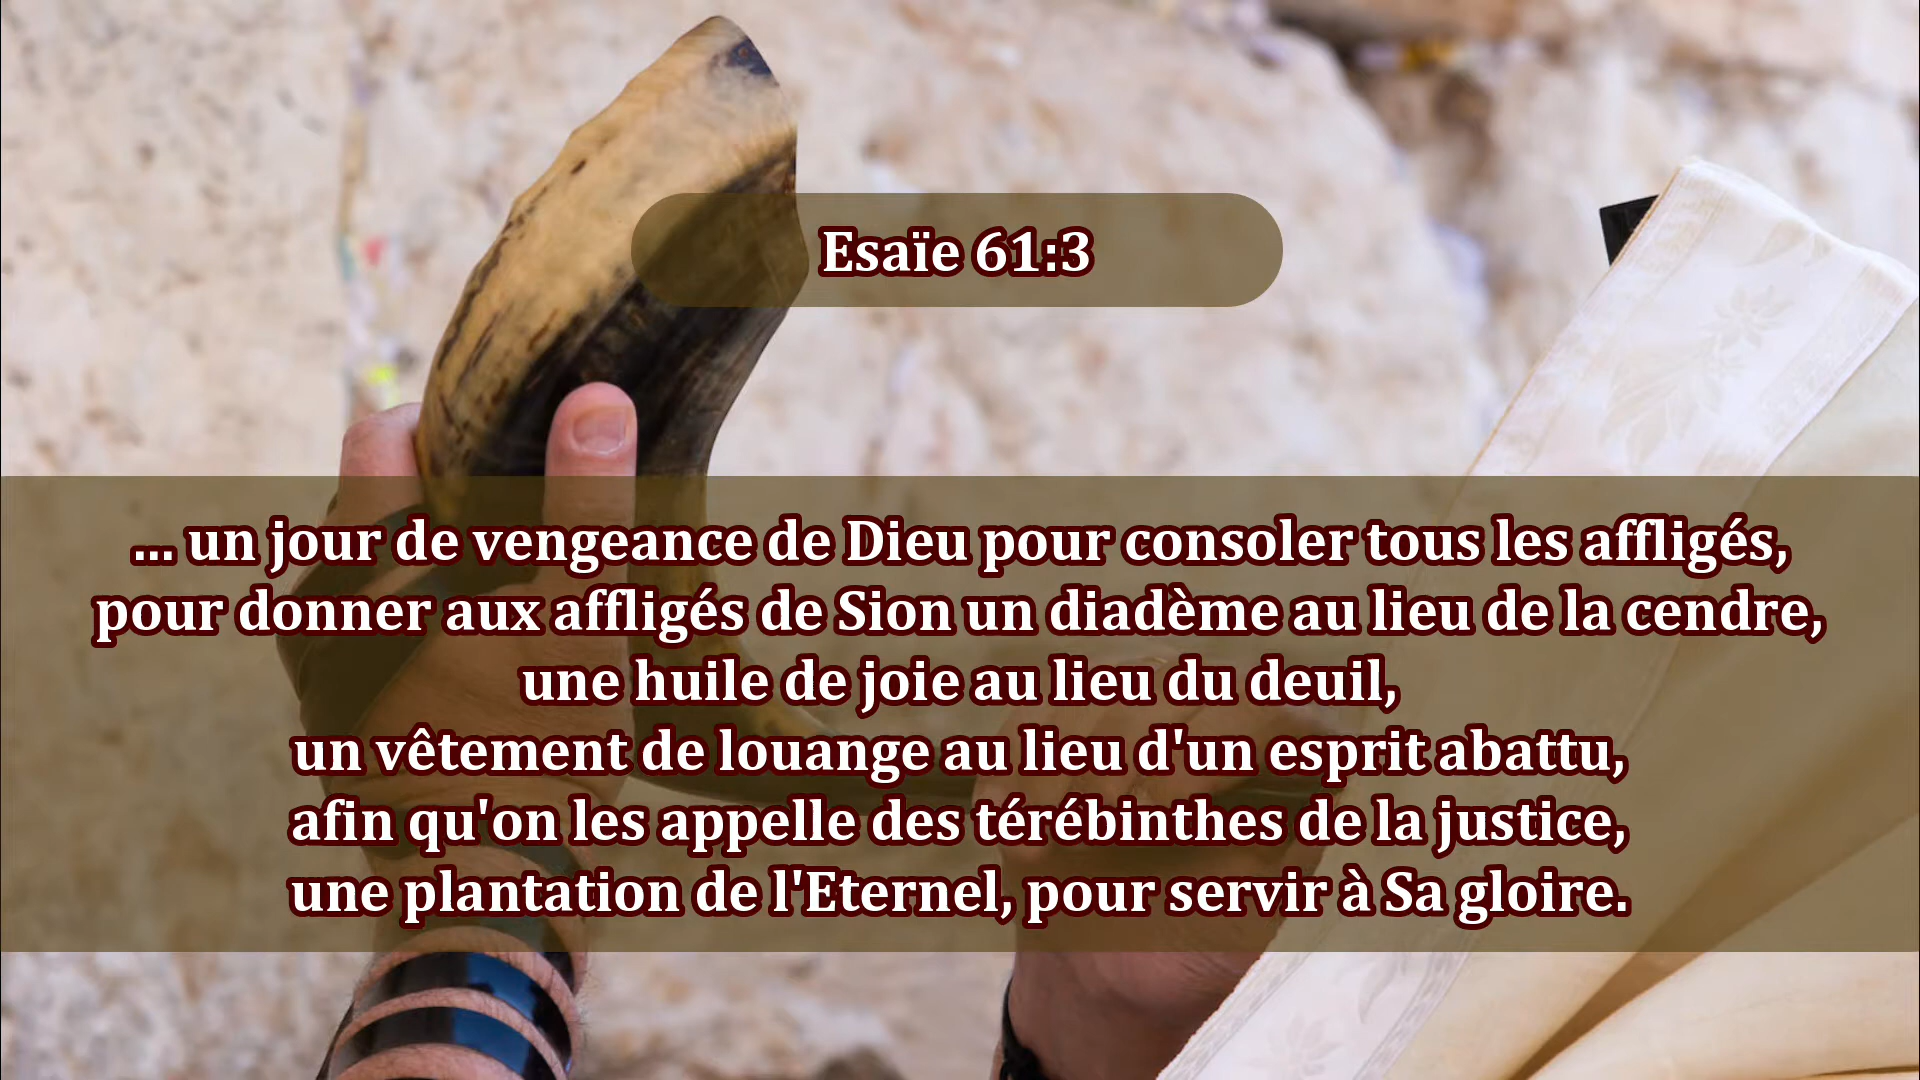 Esaïe 61:3
... un jour de vengeance de Dieu pour consoler tous les affligés,
pour donner aux affligés de Sion un diadème au lieu de la cendre,
une huile de joie au lieu du deuil,
un vêtement de louange au lieu d'un esprit abattu,
afin qu'on les appelle des térébinthes de la justice,
une plantation de l'Eternel, pour servir à Sa gloire.